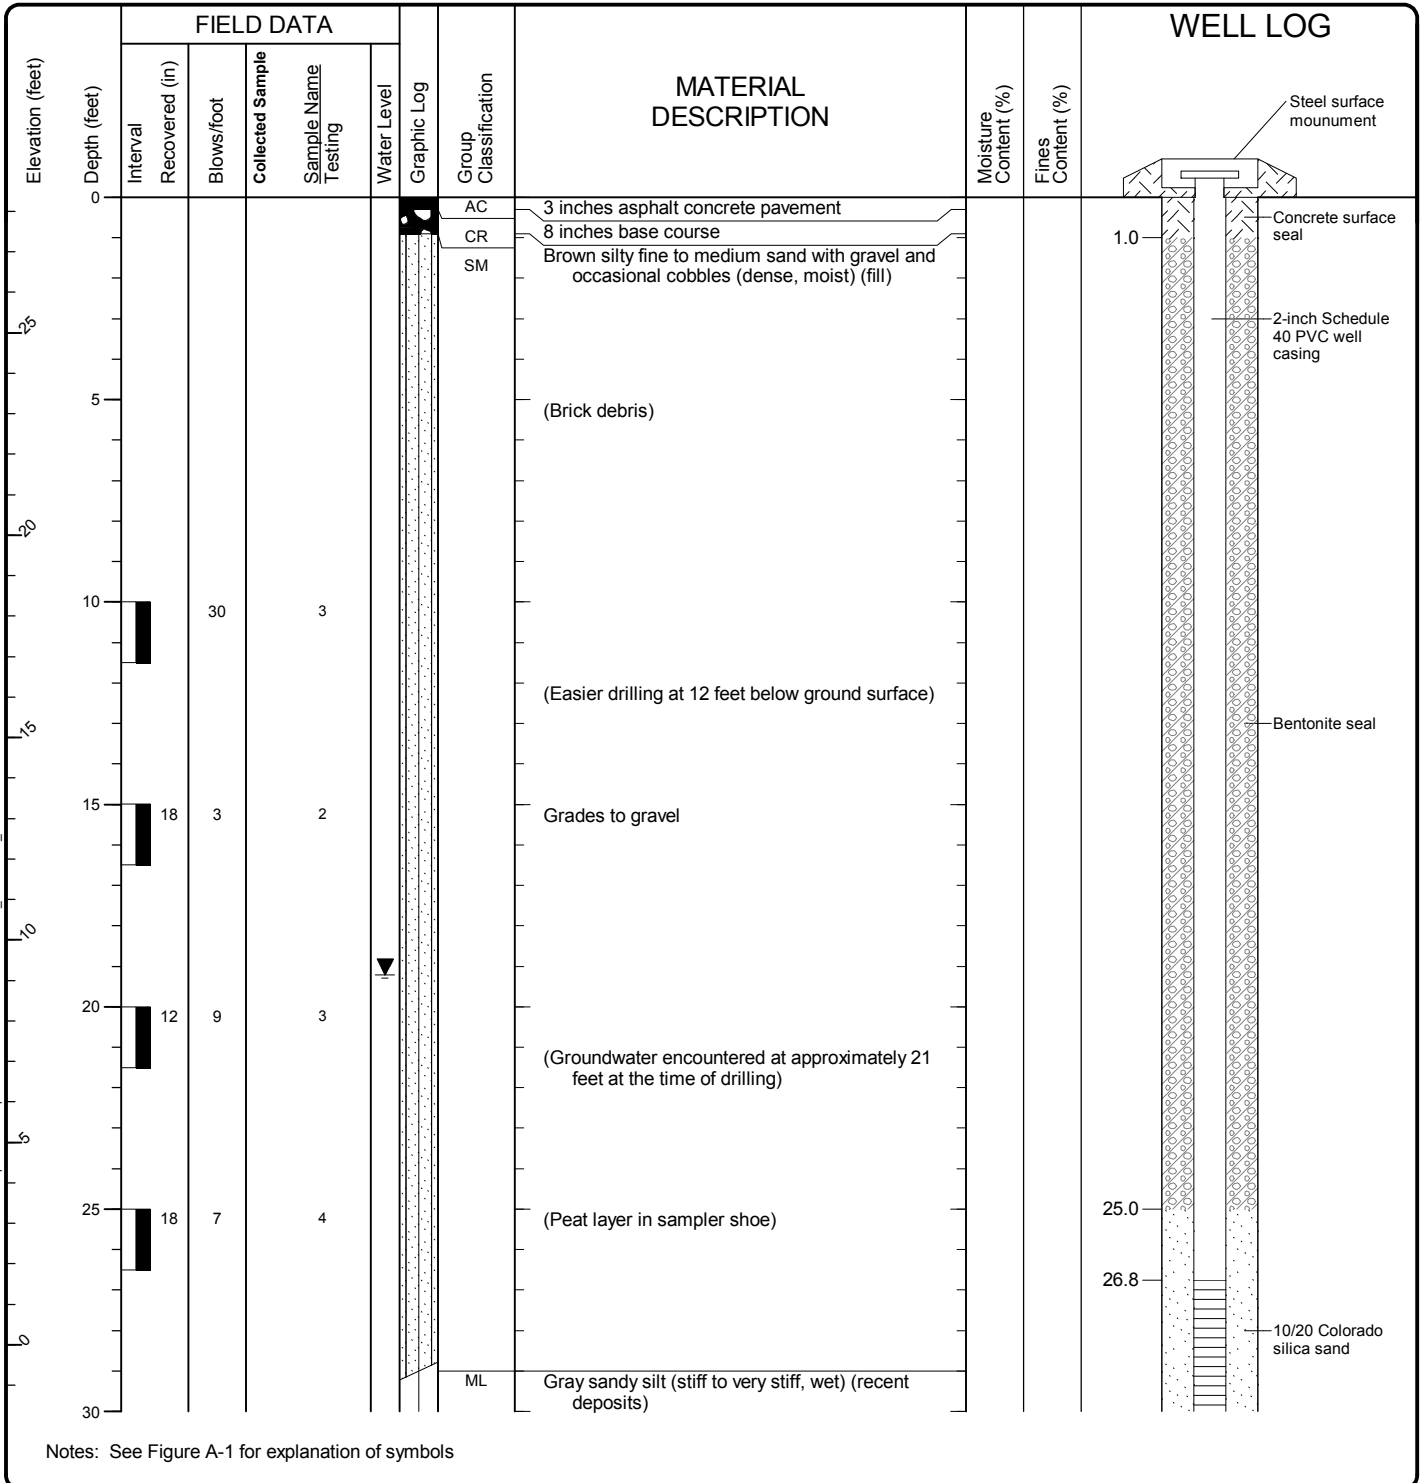 FIELD DATA
WELL LOG
Elevation (feet)
Depth (feet)
Interval
Recovered (in)
Blows/foot
Collected Sample
Sample Name
Testing
Water Level
Graphic Log
Group
Classification
MATERIAL
DESCRIPTION
Moisture
Content (%)
Fines
Content (%)
Steel surface
mounument
0
AC
3 inches asphalt concrete pavement
Concrete surface
seal
CR
8 inches base course
1.0
SM
Brown silty fine to medium sand with gravel and
occasional cobbles (dense, moist) (fill)
25
2-inch Schedule
40 PVC well
casing
5
(Brick debris)
20
10
30
3
(Easier drilling at 12 feet below ground surface)
15
Bentonite seal
15
18
3
2
Grades to gravel
10
20
12
9
3
(Groundwater encountered at approximately 21
feet at the time of drilling)
5
25
18
7
4
(Peat layer in sampler shoe)
25.0
26.8
0
10/20 Colorado
silica sand
ML
Gray sandy silt (stiff to very stiff, wet) (recent
deposits)
30
Notes: See Figure A-1 for explanation of symbols